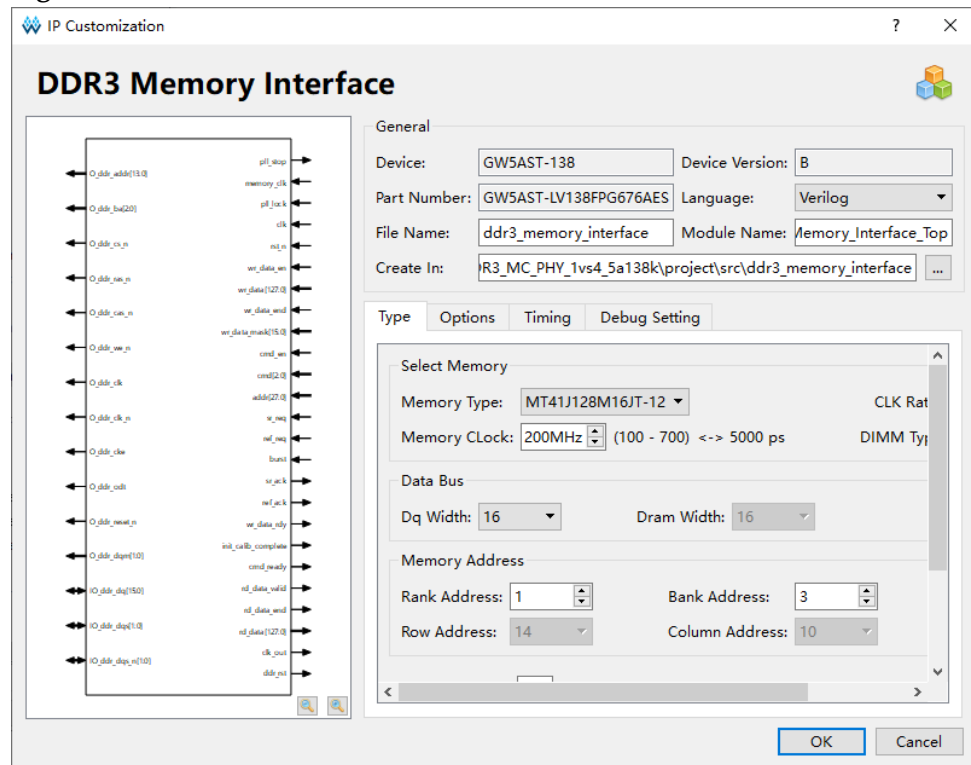 IP Customization
? ×
DDR3 Memory Interface
O_ddr_addr[13:0]
O_ddr_ba[2:0]
O_ddr_cs_n
O_ddr_ras_n
O_ddr_cas_n
O_ddr_we_n
O_ddr_clk
O_ddr_clk_n
O_ddr_cke
O_ddr_odt
O_ddr_reset_n
O_ddr_dqm[1:0]
IO_ddr_dq[15:0]
IO_ddr_dqs[1:0]
IO_ddr_dqs_n[1:0]
pll_stop
memory_clk
pll_lock
clk
rst_n
wr_data_en
wr_data[127:0]
wr_data_end
wr_data_mask[15:0]
cmd_en
cmd[2:0]
addr[27:0]
sr_req
ref_req
burst
sr_ack
ref_ack
wr_data_rdy
init_calib_complete
cmd_ready
rd_data_valid
rd_data_end
rd_data[127:0]
clk_out
ddr_rst
General
Device: GW5AST-138 Device Version: B
Part Number: GW5AST-LV138FPG676AES Language: Verilog
File Name: ddr3_memory_interface Module Name: Memory_Interface_Top
Create In: R3_MC_PHY_1vs4_5a138k\project\src\ddr3_memory_interface ...
Type Options Timing Debug Setting
Select Memory
Memory Type: MT41J128M16JT-12 CLK Rat
Memory CLock: 200MHz (100 - 700) <-> 5000 ps DIMM Typ
Data Bus
Dq Width: 16 Dram Width: 16
Memory Address
Rank Address: 1 Bank Address: 3
Row Address: 14 Column Address: 10
OK Cancel